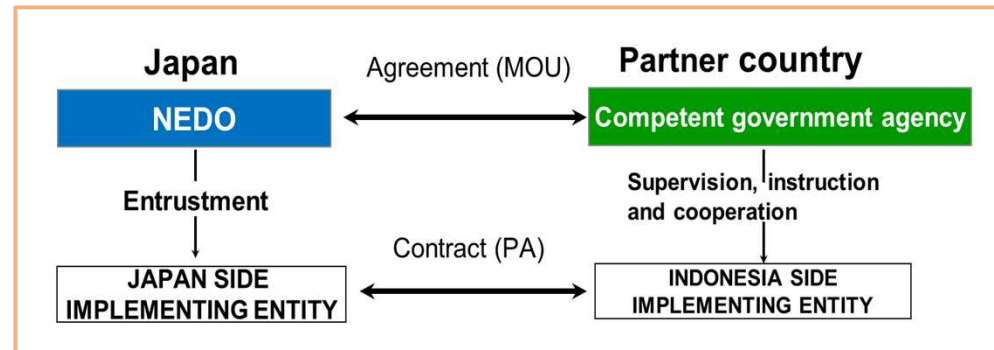 Japan
Agreement (MOU)
Partner country
NEDO
Competent government agency
Entrustment
Supervision, instruction
and cooperation
Contract (PA)
JAPAN SIDE
IMPLEMENTING ENTITY
INDONESIA SIDE
IMPLEMENTING ENTITY